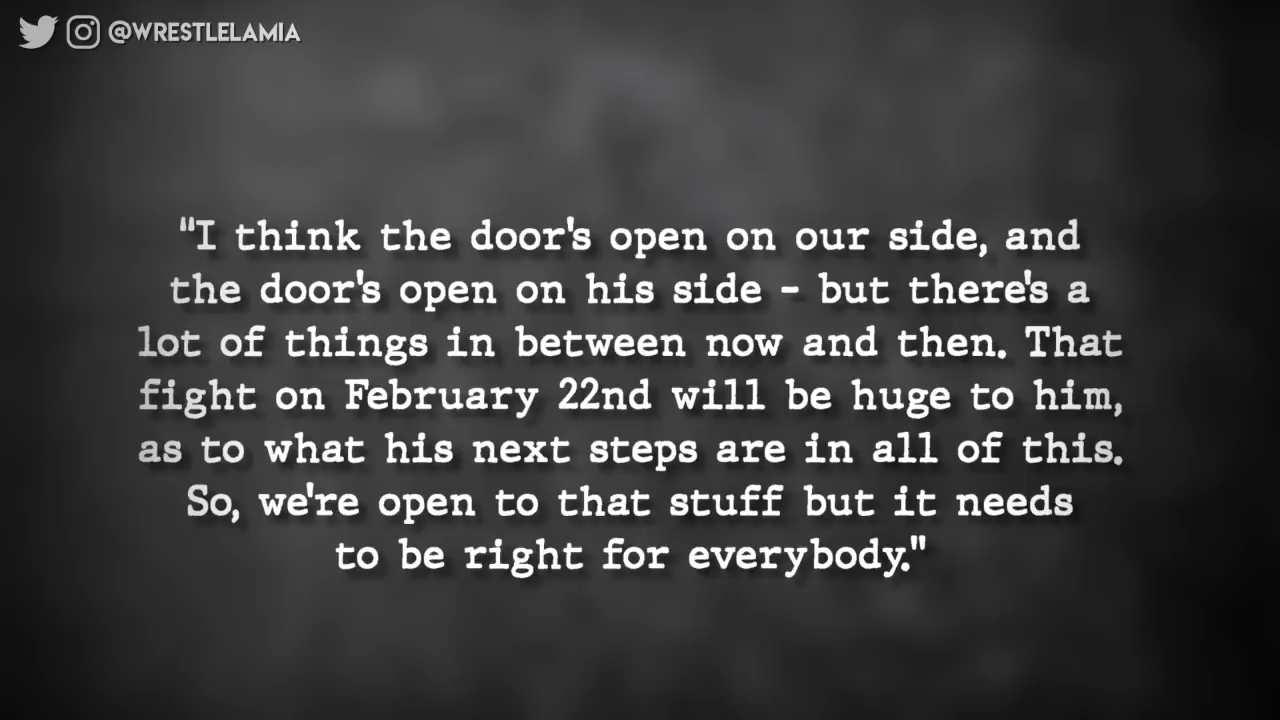 @WRESTLELAMIA
"I think the door's open on our side, and
the door's open on his side - but there's a
lot of things in between now and then. That
fight on February 22nd will be huge to him,
as to what his next steps are in all of this.
So, we're open to that stuff but it needs
to be right for everybody."